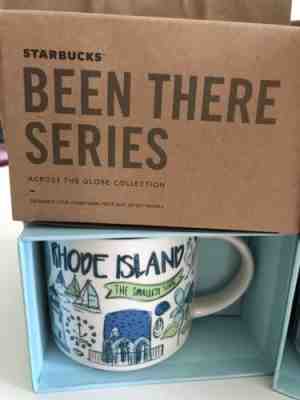 STARBUCKS
BEEN THERE
SERIES
ACROSS THE GLOBE COLLECTION
RHODE ISLAND
THE SMALLEST